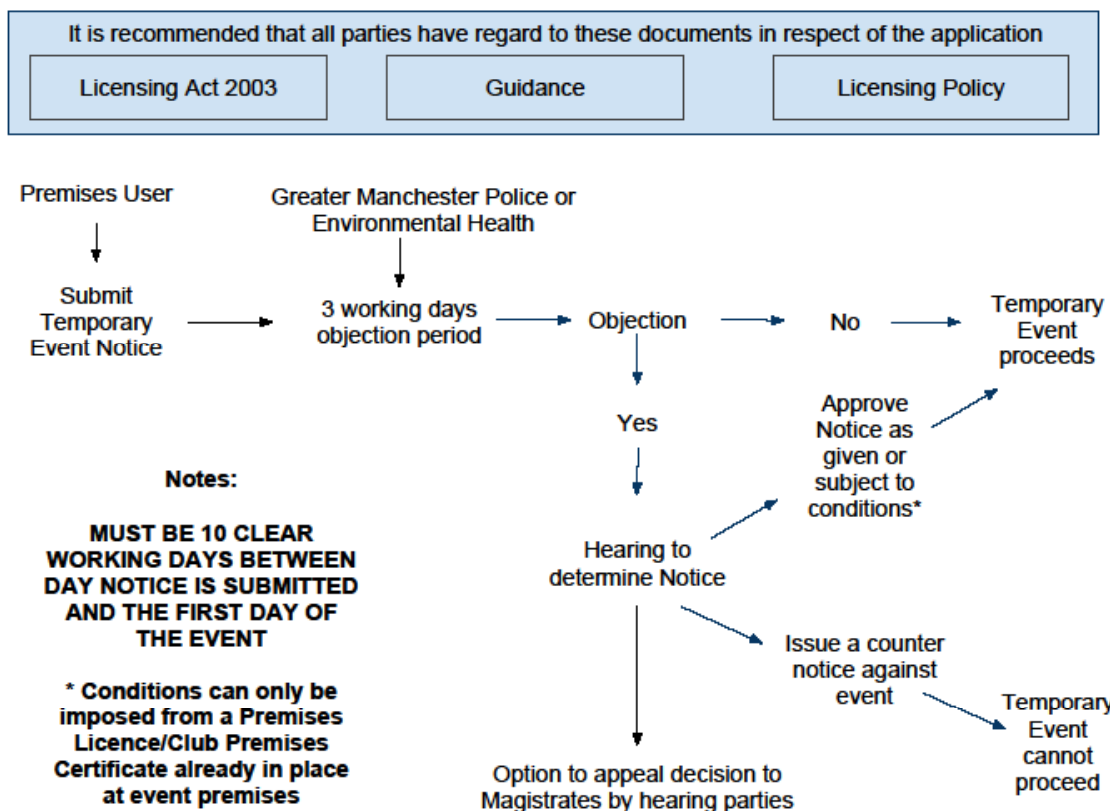 It is recommended that all parties have regard to these documents in respect of the application
Licensing Act 2003
Guidance
Licensing Policy
Premises User
Greater Manchester Police or
Environmental Health
Submit
Temporary
Event Notice
3 working days
objection period
Objection
No
Temporary
Event
proceeds
Yes
Approve
Notice as
given or
subject to
conditions*
Hearing to
determine Notice
Issue a counter
notice against
event
Temporary
Event
cannot
proceed
Option to appeal decision to
Magistrates by hearing parties
Notes:
MUST BE 10 CLEAR
WORKING DAYS BETWEEN
DAY NOTICE IS SUBMITTED
AND THE FIRST DAY OF
THE EVENT
* Conditions can only be
imposed from a Premises
Licence/Club Premises
Certificate already in place
at event premises